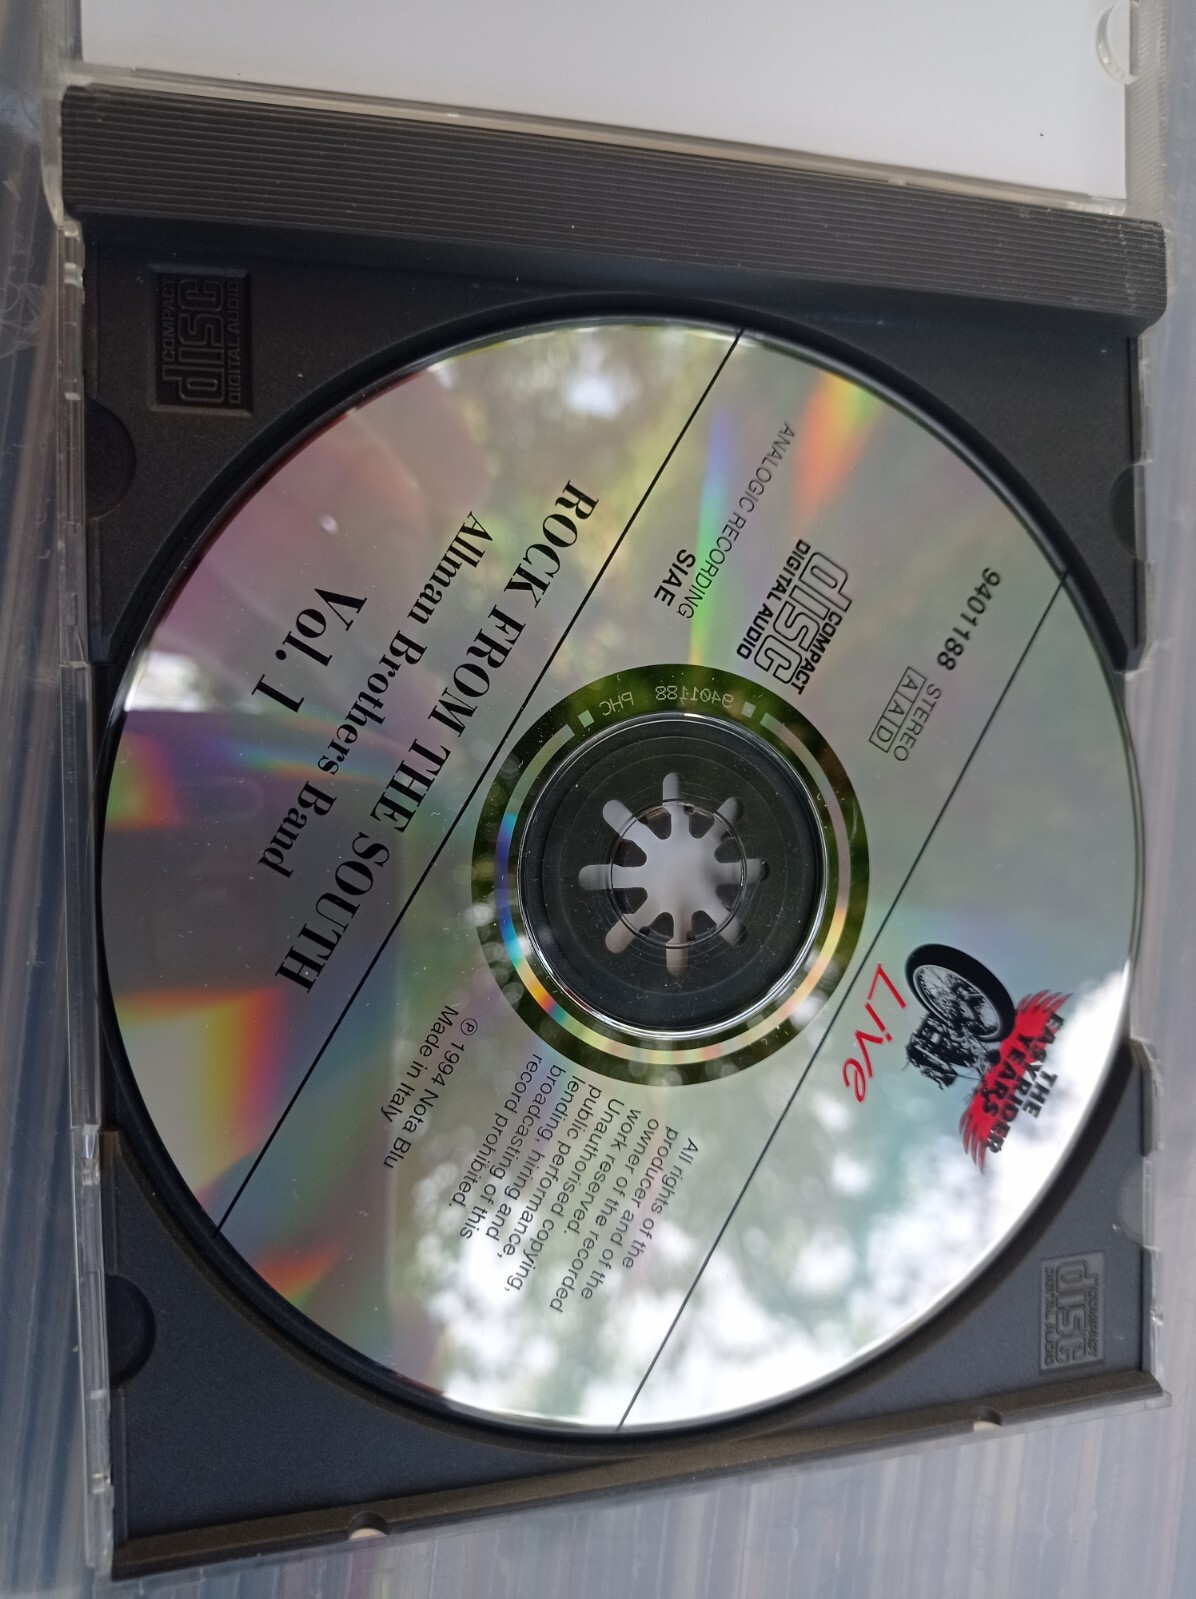 THE
EASYRIDER
YEARS
Live
9401188
STEREO
AAD
COMPACT
disc
DIGITAL AUDIO
ANALOGIC RECORDING
SIAE
All rights of the
producer and of the
owner of the recorded
work reserved.
Unauthorised copying,
public performance,
lending, hiring and
broadcasting of this
record prohibited.
℗ 1994 Nota Blu
Made in Italy
9401188 PHC
ROCK FROM THE SOUTH
Allman Brothers Band
Vol. 1
COMPACT
disc
DIGITAL AUDIO
COMPACT
disc
DIGITAL AUDIO